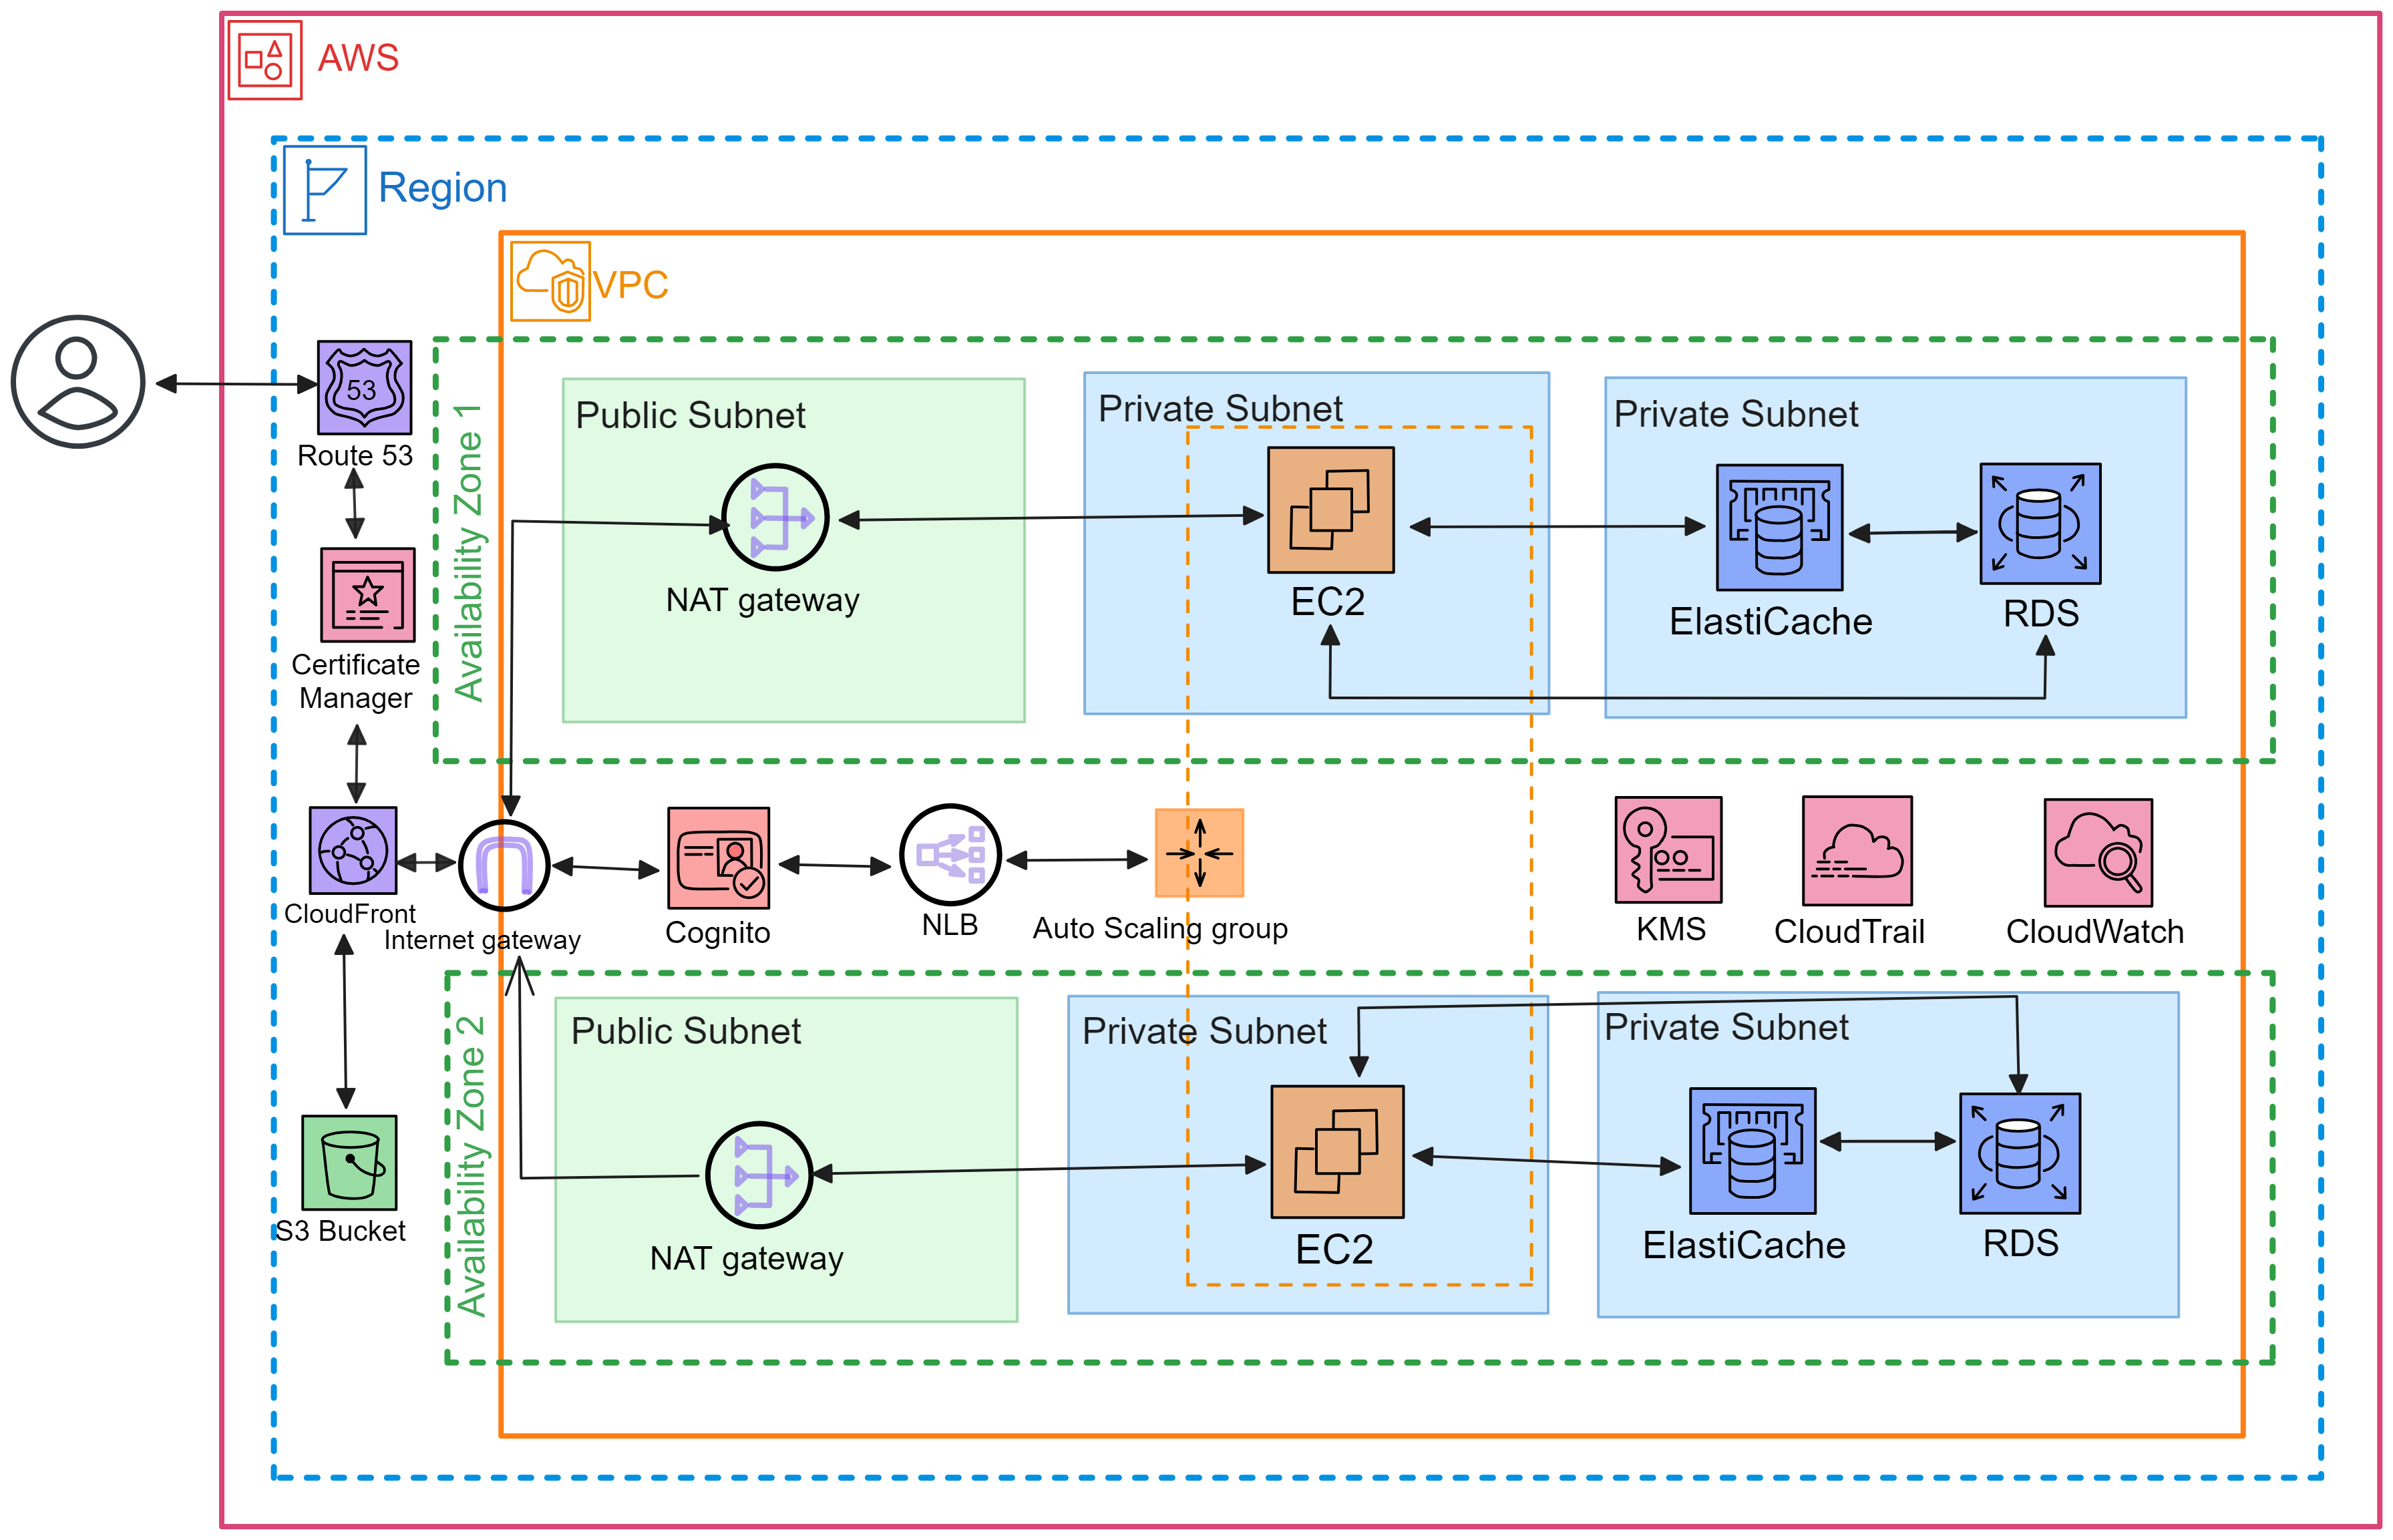 AWS
Region
VPC
53
Route 53
Certificate
Manager
CloudFront
S3 Bucket
Availability Zone 1
Public Subnet
NAT gateway
Private Subnet
EC2
Private Subnet
ElastiCache
RDS
Internet gateway
Cognito
NLB
Auto Scaling group
KMS
CloudTrail
CloudWatch
Availability Zone 2
Public Subnet
NAT gateway
Private Subnet
EC2
Private Subnet
ElastiCache
RDS